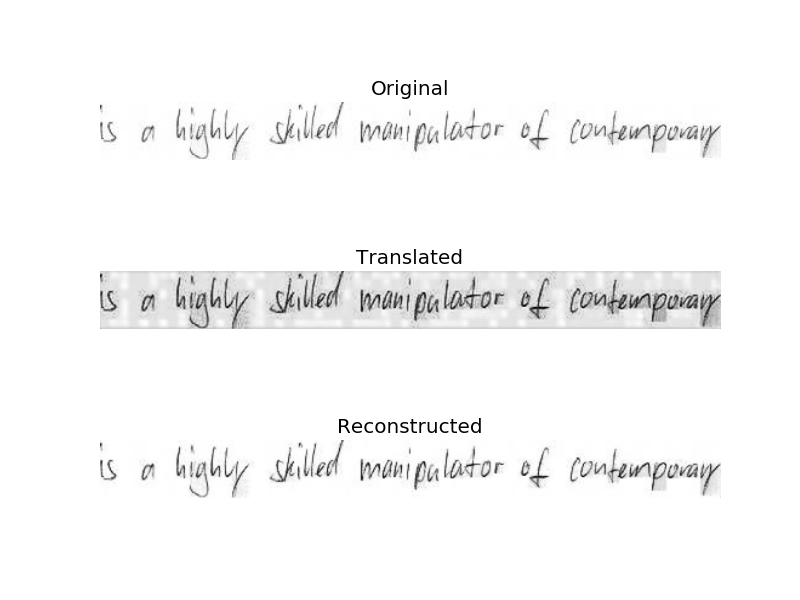 Original
is a highly skilled manipulator of contemporary
Translated
is a highly skilled manipulator of contemporary
Reconstructed
is a highly skilled manipulator of contemporary